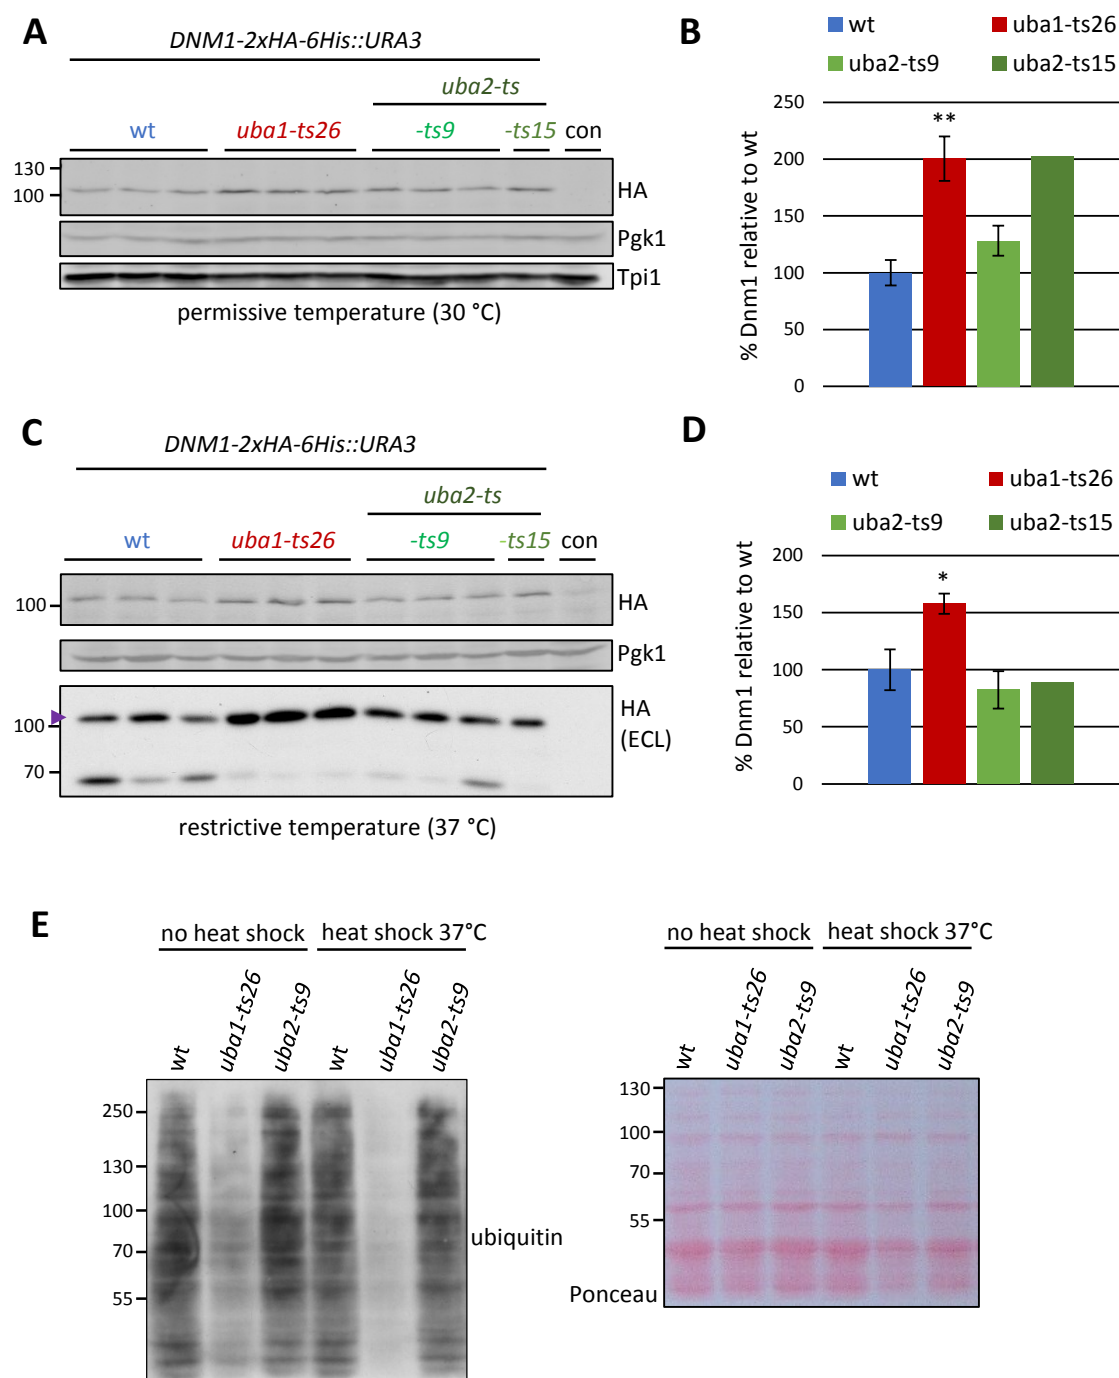 A
DNM1-2xHA-6His::URA3
uba2-ts
wt uba1-ts26 -ts9 -ts15 con
130
100
HA
Pgk1
Tpi1
permissive temperature (30 °C)
B
wt uba1-ts26
uba2-ts9 uba2-ts15
% Dnm1 relative to wt
250
200
150
100
50
0
**
C
DNM1-2xHA-6His::URA3
uba2-ts
wt uba1-ts26 -ts9 -ts15 con
100
HA
Pgk1
100
70
HA
(ECL)
restrictive temperature (37 °C)
D
wt uba1-ts26
uba2-ts9 uba2-ts15
% Dnm1 relative to wt
200
150
100
50
0
*
E
no heat shock heat shock 37°C
wt uba1-ts26 uba2-ts9 wt uba1-ts26 uba2-ts9
250
130
100
70
55
ubiquitin
no heat shock heat shock 37°C
wt uba1-ts26 uba2-ts9 wt uba1-ts26 uba2-ts9
130
100
70
55
Ponceau